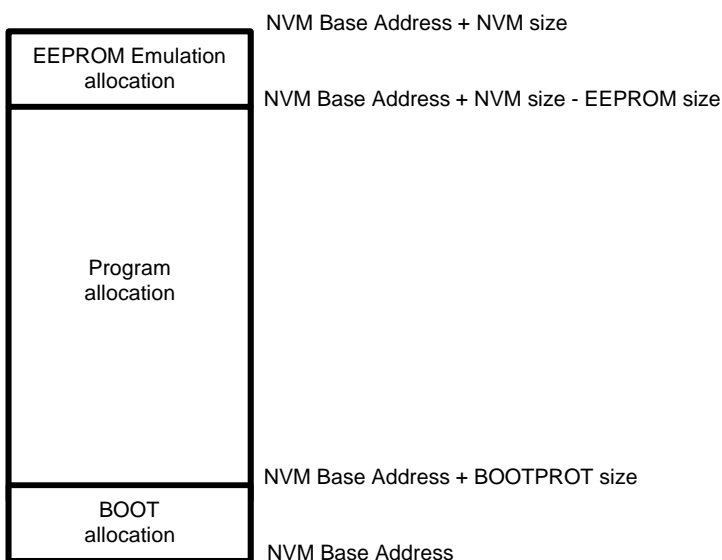 NVM Base Address + NVM size
EEPROM Emulation
allocation
NVM Base Address + NVM size - EEPROM size
Program
allocation
NVM Base Address + BOOTPROT size
BOOT
allocation
NVM Base Address